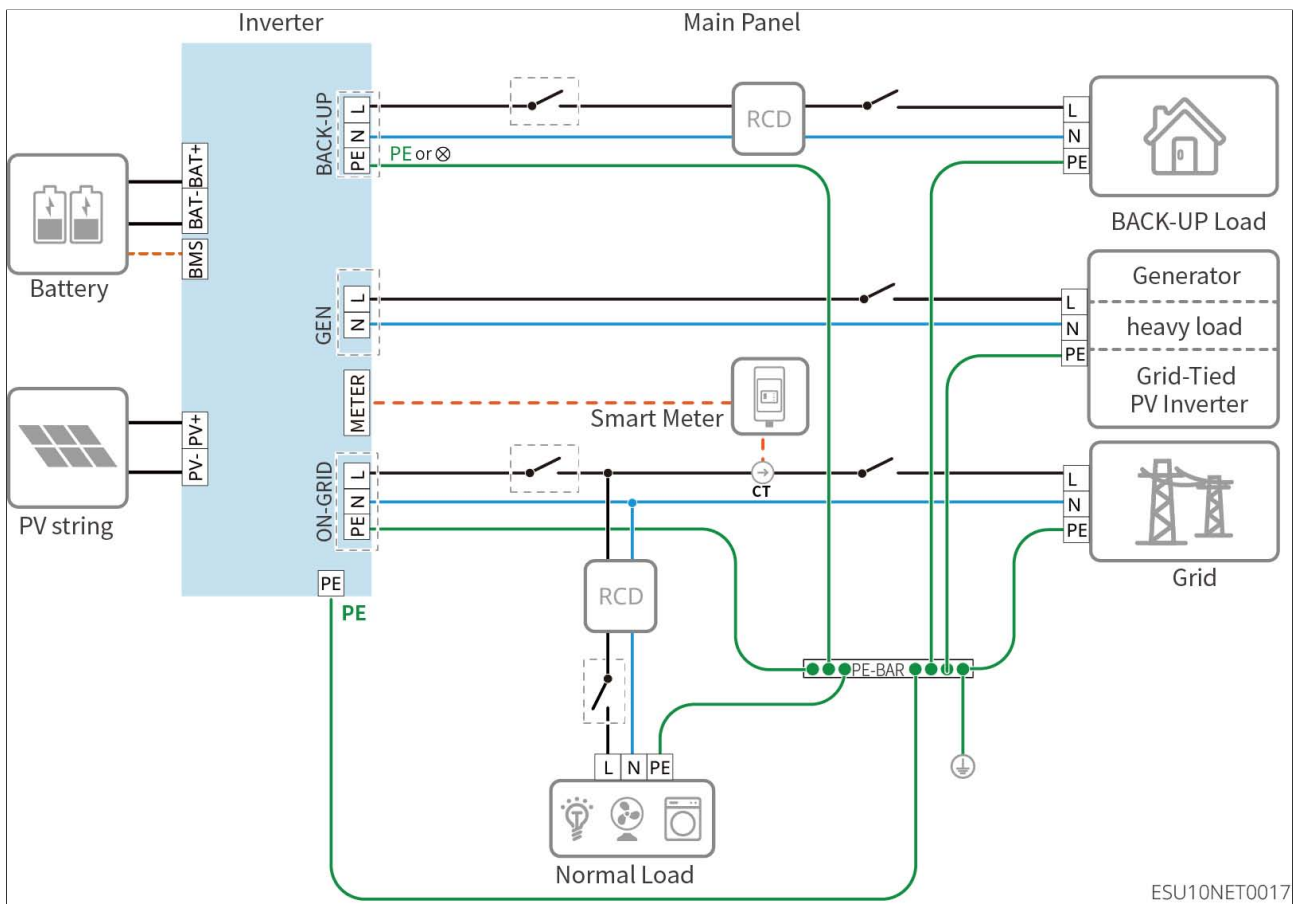 Inverter
Main Panel
BACK-UP
L
N
PE
PE or ⊗
RCD
L
N
PE
BACK-UP Load
BAT+
BAT-
BMS
Battery
GEN
L
N
L
N
PE
Generator
heavy load
Grid-Tied
PV Inverter
METER
Smart Meter
PV+
PV-
PV string
ON-GRID
L
N
PE
CT
L
N
PE
Grid
PE
PE
RCD
PE-BAR
L
N
PE
Normal Load
ESU10NET0017